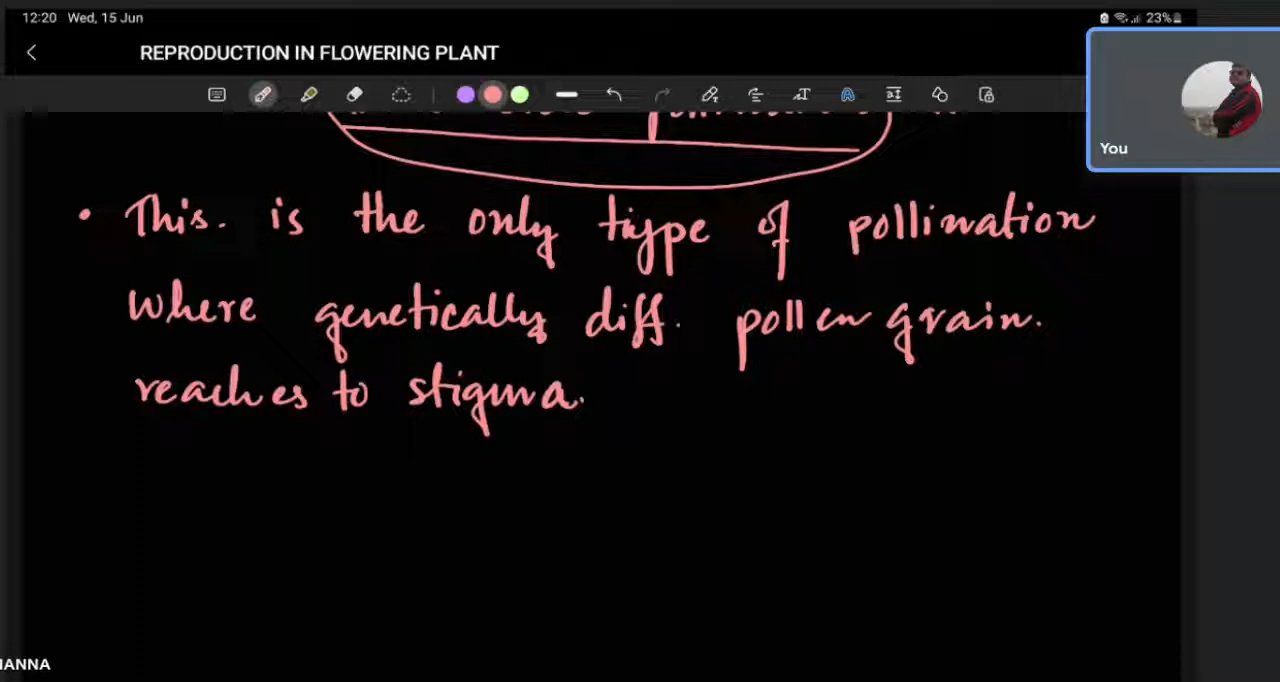 12:20 Wed, 15 Jun
23%
REPRODUCTION IN FLOWERING PLANT
You
• This. is the only type of pollination
where genetically diff. pollen grain.
reaches to stigma.
IANNA